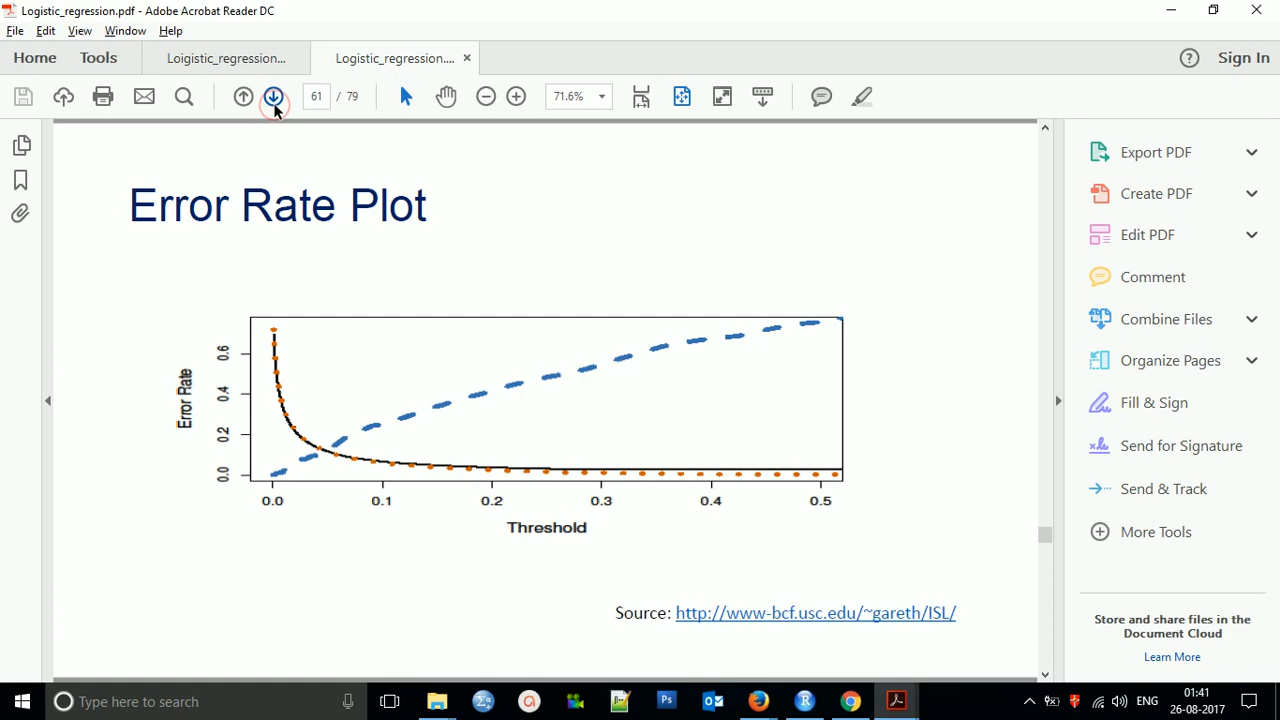 Logistic_regression.pdf - Adobe Acrobat Reader DC
File Edit View Window Help
Home Tools Loigistic_regression... Logistic_regression.... ×
Sign In
61 / 79 71.6%
Error Rate Plot
Error Rate
0.6
0.4
0.2
0.0
0.0 0.1 0.2 0.3 0.4 0.5
Threshold
Source: http://www-bcf.usc.edu/~gareth/ISL/
Export PDF
Create PDF
Edit PDF
Comment
Combine Files
Organize Pages
Fill & Sign
Send for Signature
Send & Track
More Tools
Store and share files in the
Document Cloud
Learn More
Type here to search
ENG
01:41
26-08-2017